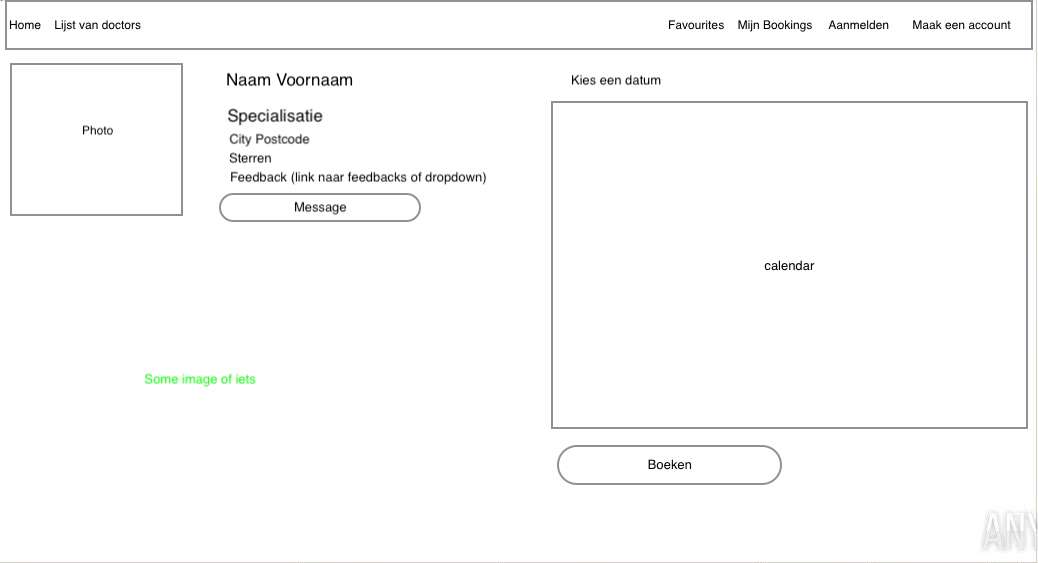 Home Lijst van doctors Favourites Mijn Bookings Aanmelden Maak een account
Photo
Naam Voornaam
Specialisatie
City Postcode
Sterren
Feedback (link naar feedbacks of dropdown)
Message
Some image of iets
Kies een datum
calendar
Boeken
ANY